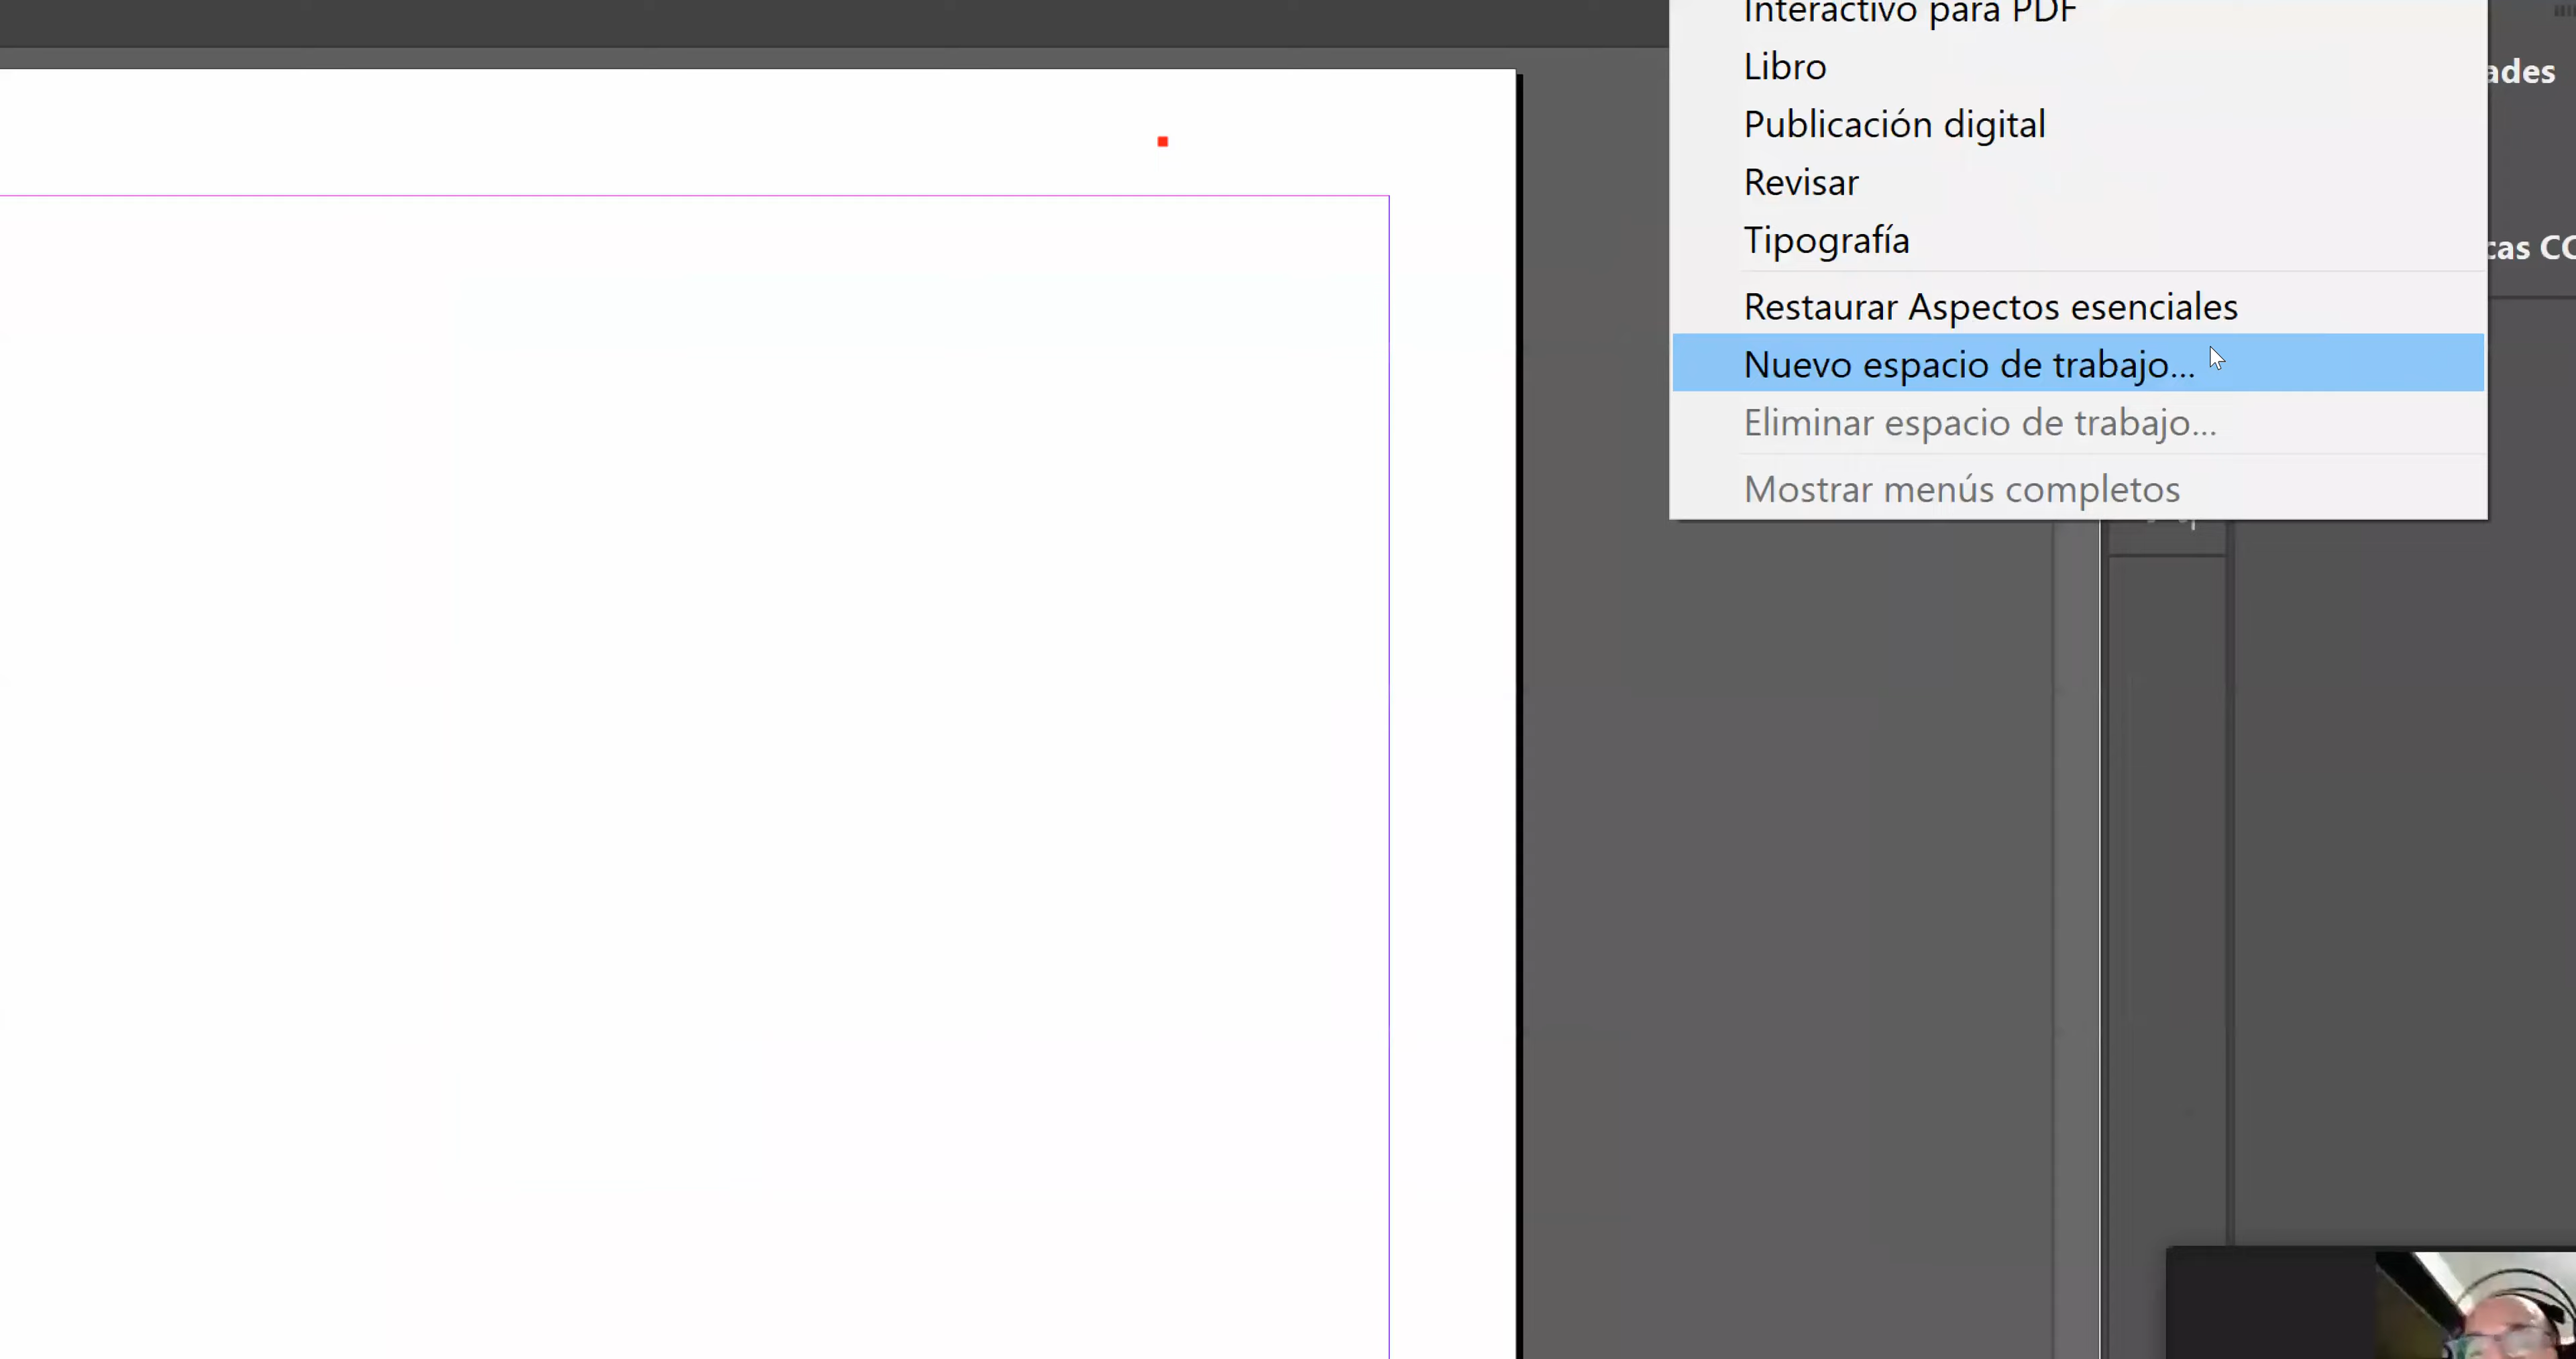 Interactivo para PDF
Libro
ades
Publicación digital
Revisar
Tipografía
cas CC
Restaurar Aspectos esenciales
Nuevo espacio de trabajo...
Eliminar espacio de trabajo...
Mostrar menús completos